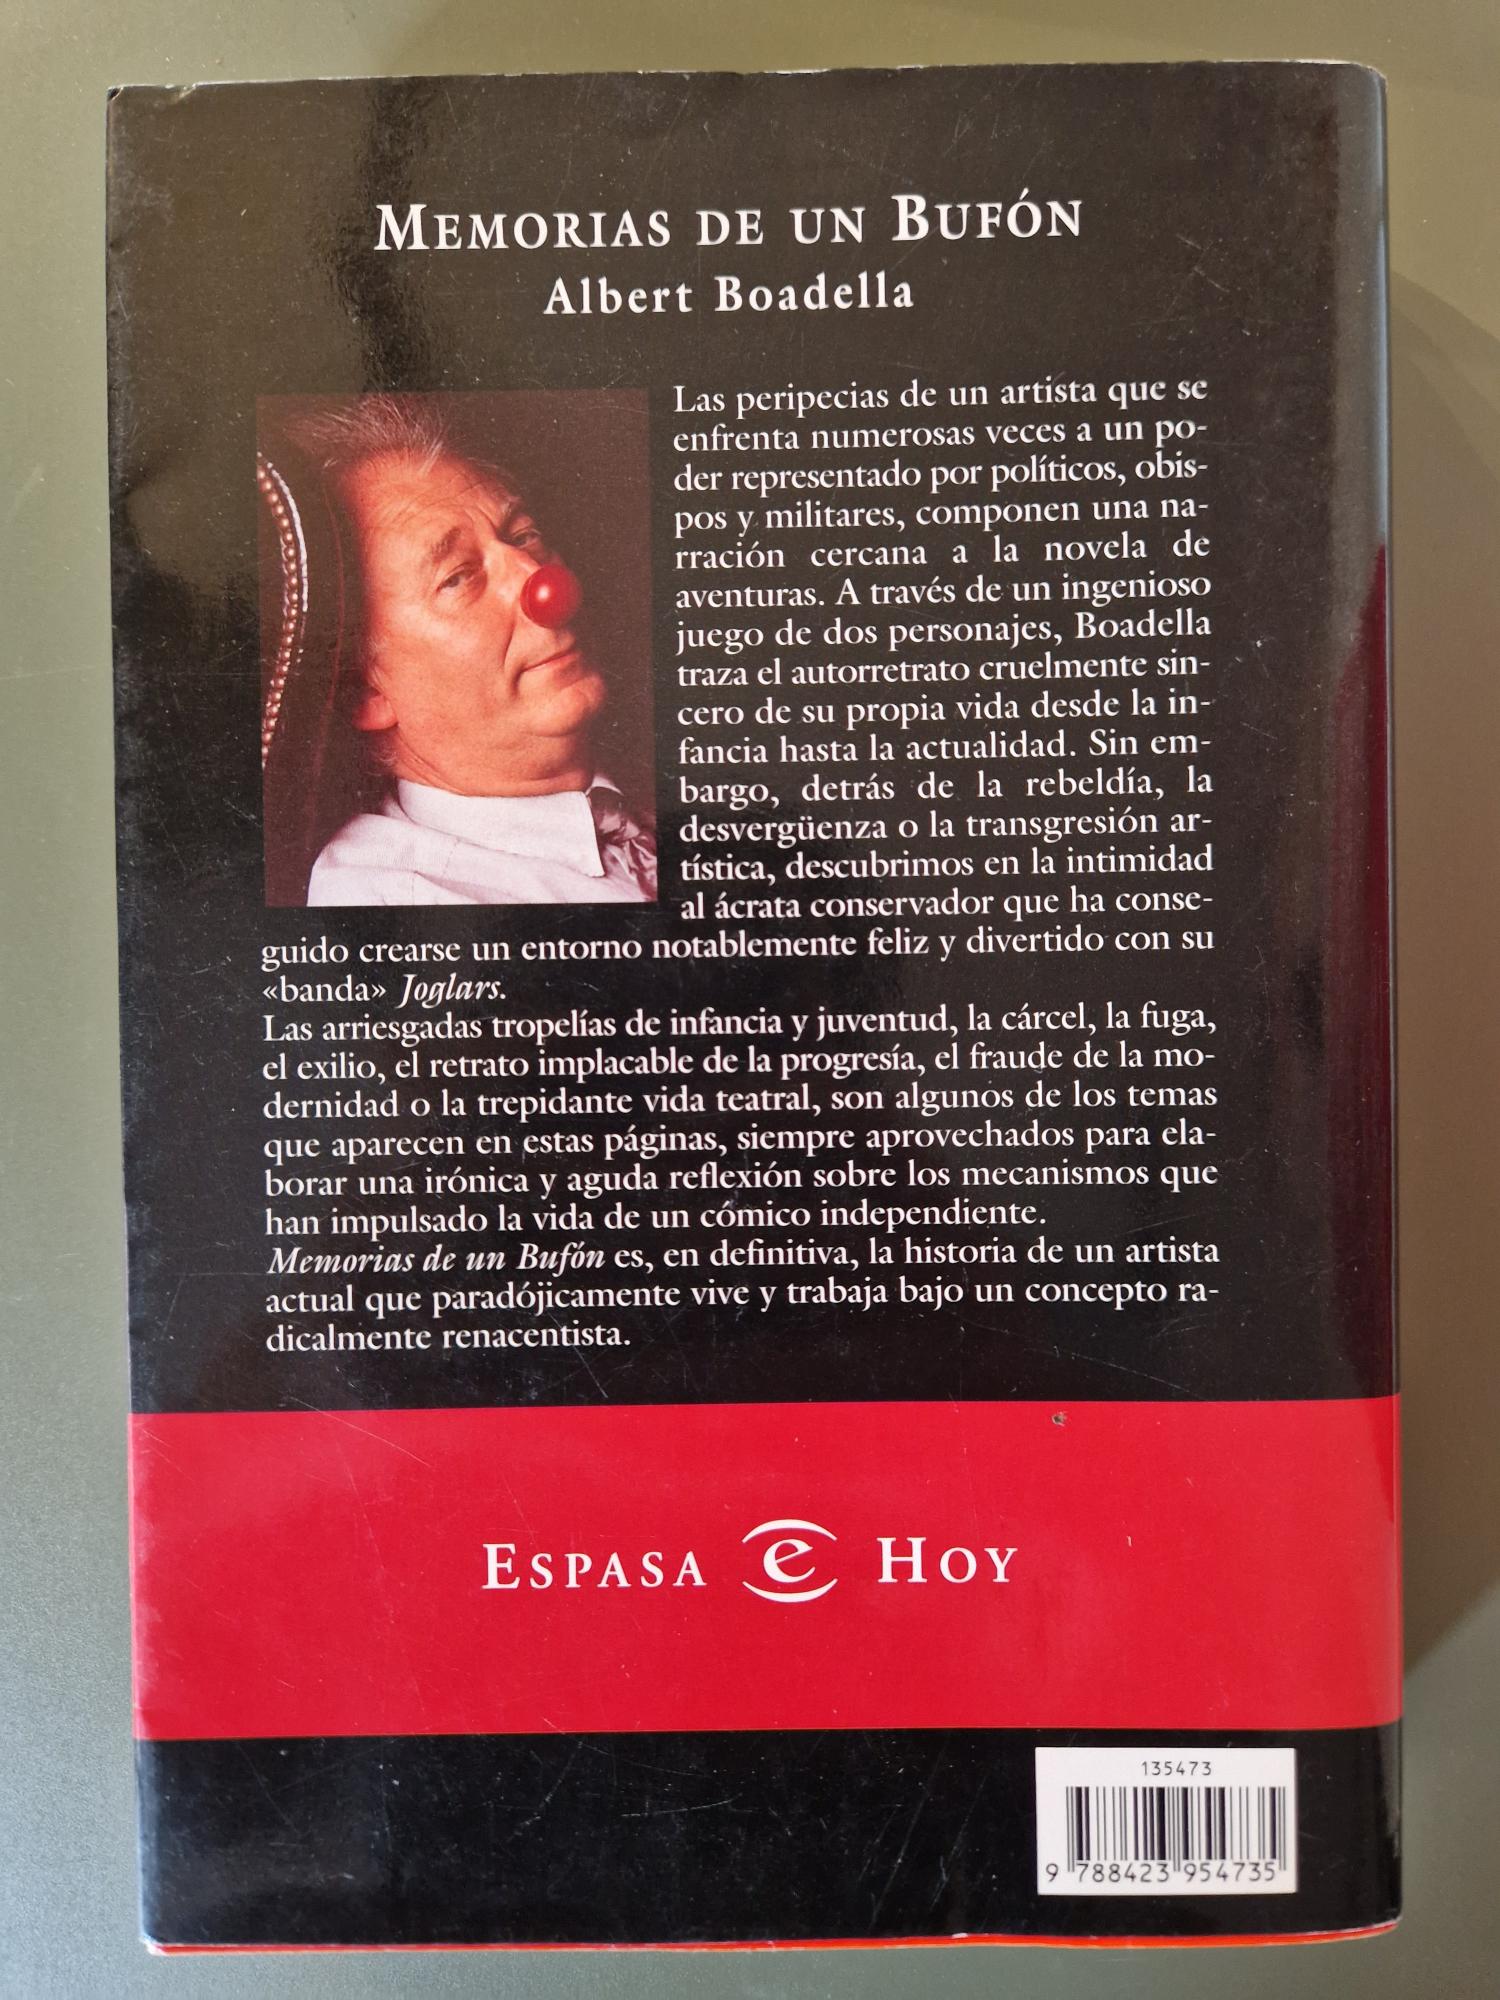 MEMORIAS DE UN BUFÓN
Albert Boadella
Las peripecias de un artista que se
enfrenta numerosas veces a un po-
der representado por políticos, obis-
pos y militares, componen una na-
rración cercana a la novela de
aventuras. A través de un ingenioso
juego de dos personajes, Boadella
traza el autorretrato cruelmente sin-
cero de su propia vida desde la in-
fancia hasta la actualidad. Sin em-
bargo, detrás de la rebeldía, la
desvergüenza o la transgresión ar-
tística, descubrimos en la intimidad
al ácrata conservador que ha conse-
guido crearse un entorno notablemente feliz y divertido con su
«banda» Joglars.
Las arriesgadas tropelías de infancia y juventud, la cárcel, la fuga,
el exilio, el retrato implacable de la progresía, el fraude de la mo-
dernidad o la trepidante vida teatral, son algunos de los temas
que aparecen en estas páginas, siempre aprovechados para ela-
borar una irónica y aguda reflexión sobre los mecanismos que
han impulsado la vida de un cómico independiente.
Memorias de un Bufón es, en definitiva, la historia de un artista
actual que paradójicamente vive y trabaja bajo un concepto ra-
dicalmente renacentista.
ESPASA e HOY
135473
9 788423 954735